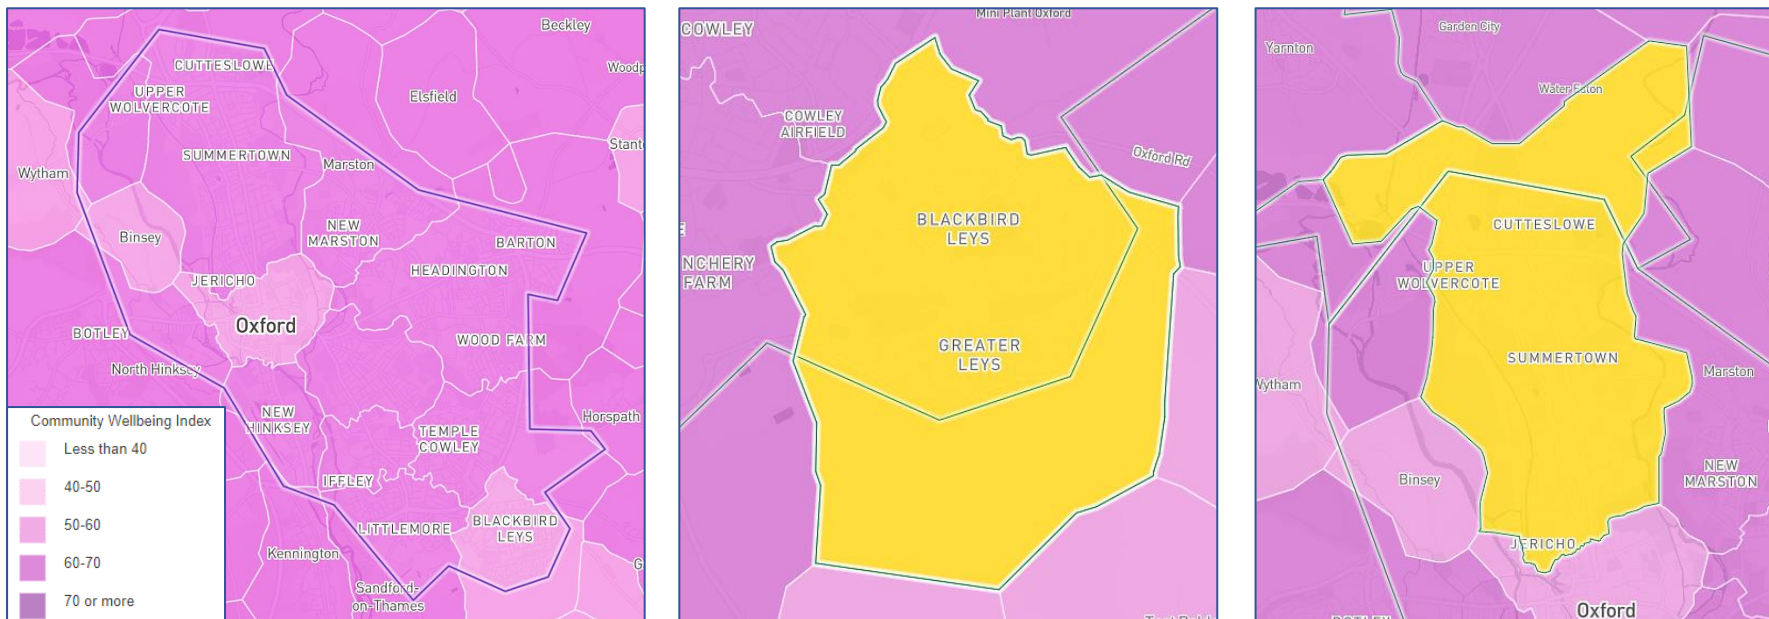 Beckley
CUTTESLOWE
Woodp
UPPER
WOLVERCOTE
Elsfield
SUMMERTOWN
Marston
Stant
Wytham
NEW
MARSTON
Binsey
BARTON
HEADINGTON
JERICHO
Oxford
BOTLEY
WOOD FARM
North Hinksey
NEW
HINKSEY
Horspath
TEMPLE
COWLEY
IFFLEY
LITTLEMORE
BLACKBIRD
LEYS
Kennington
G
Sandford-
on-Thames
Community Wellbeing Index
Less than 40
40-50
50-60
60-70
70 or more
Mini Plant Oxford
COWLEY
COWLEY
AIRFIELD
Oxford Rd
BLACKBIRD
LEYS
E
NCHERY
FARM
GREATER
LEYS
Garden City
Yarnton
Water Eaton
CUTTESLOWE
UPPER
WOLVERCOTE
SUMMERTOWN
Wytham
Marston
Binsey
NEW
MARSTON
JERICHO
Oxford
BOTLEY